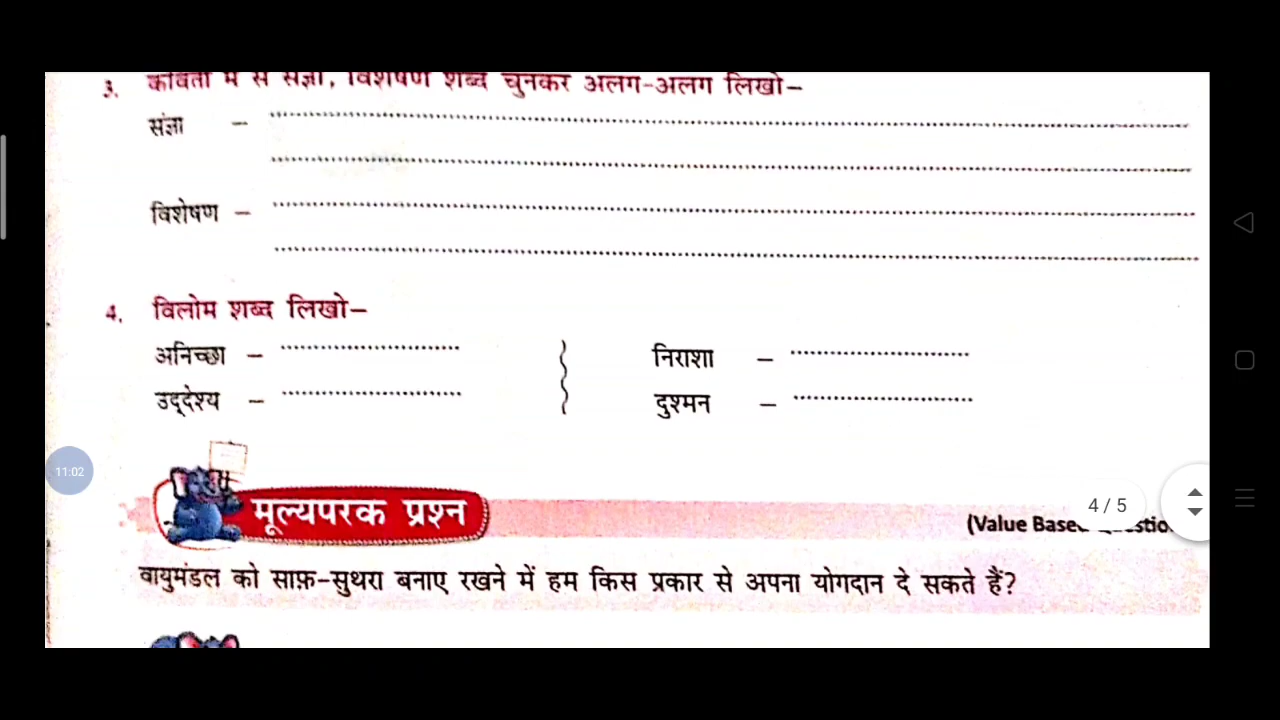 3. कविता में से संज्ञा, विशेषण शब्द चुनकर अलग-अलग लिखो-
संज्ञा -
विशेषण -
4. विलोम शब्द लिखो-
अनिच्छा - निराशा -
उद्देश्य - दुश्मन -
11:02
मूल्यपरक प्रश्न
4 / 5
(Value Based
वायुमंडल को साफ़-सुथरा बनाए रखने में हम किस प्रकार से अपना योगदान दे सकते हैं?